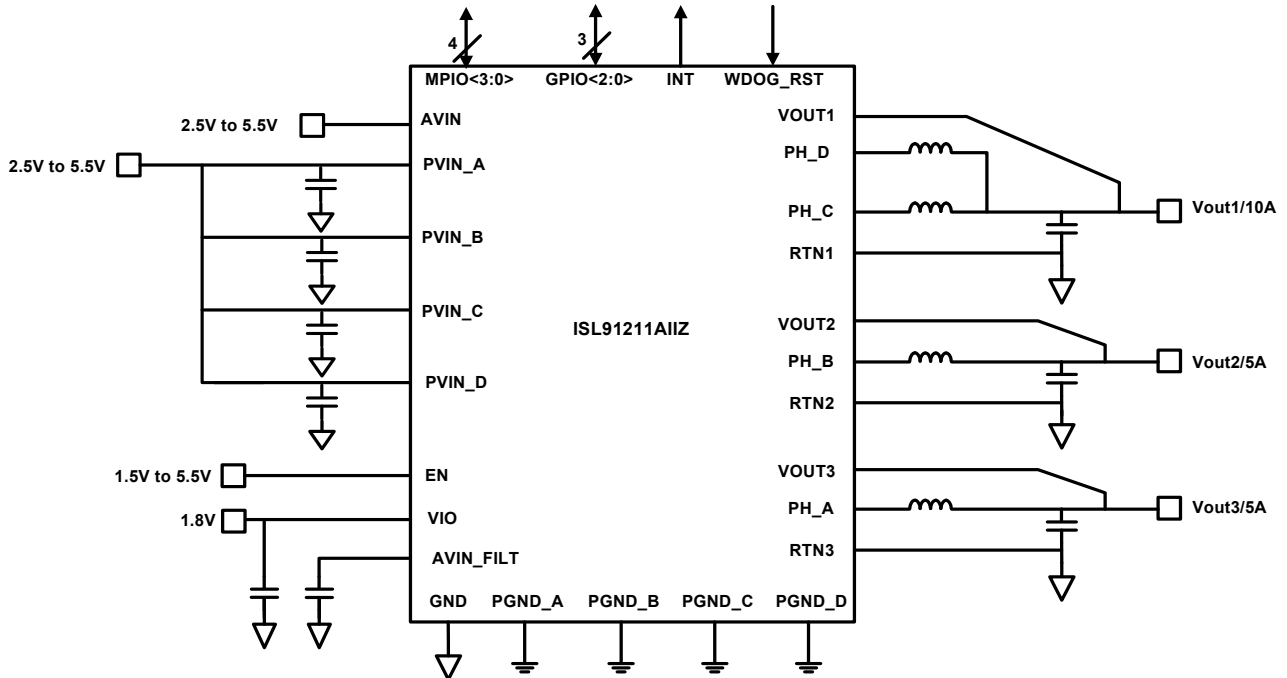 4
3
MPIO<3:0>
GPIO<2:0>
INT
WDOG_RST
2.5V to 5.5V
AVIN
2.5V to 5.5V
PVIN_A
PVIN_B
PVIN_C
PVIN_D
1.5V to 5.5V
EN
1.8V
VIO
AVIN_FILT
ISL91211AIIZ
VOUT1
PH_D
PH_C
Vout1/10A
RTN1
VOUT2
PH_B
Vout2/5A
RTN2
VOUT3
PH_A
Vout3/5A
RTN3
GND
PGND_A
PGND_B
PGND_C
PGND_D